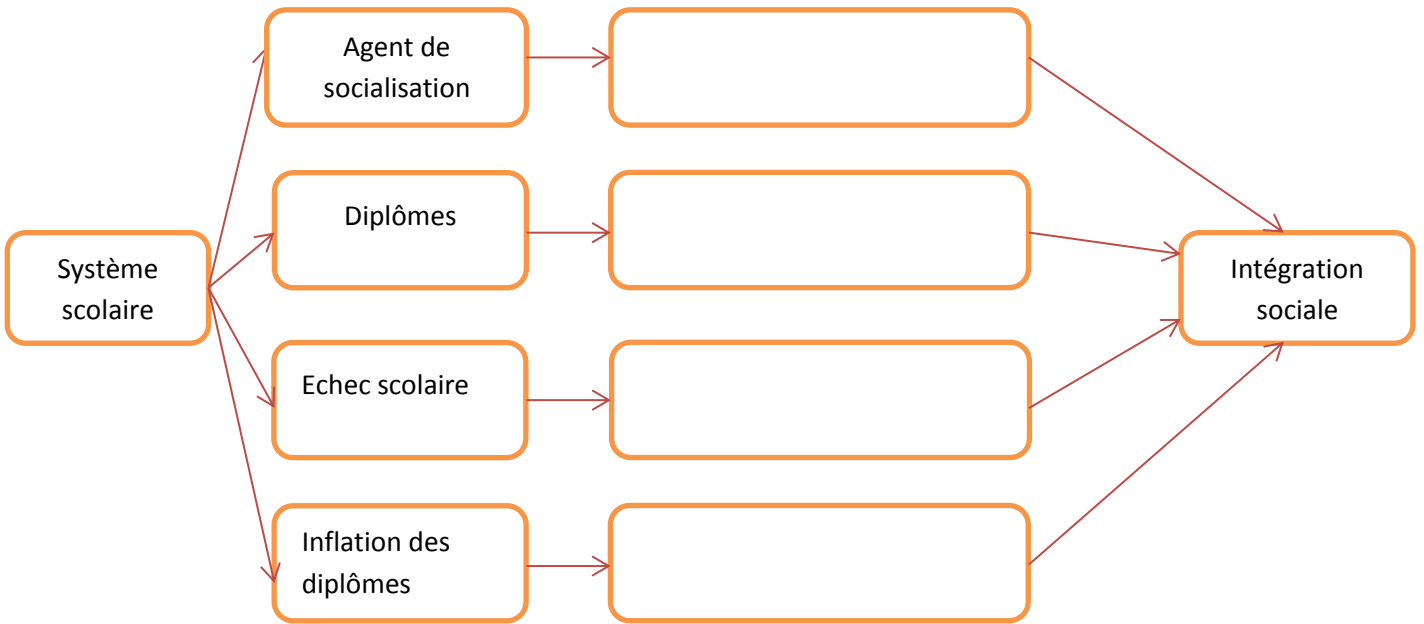 Agent de
socialisation
Diplômes
Système
scolaire
Intégration
sociale
Echec scolaire
Inflation des
diplômes